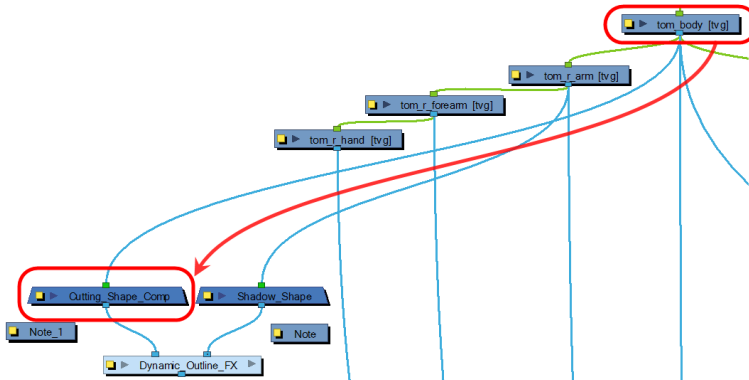 tom_body [tvg]
tom_r_arm [tvg]
tom_r_forearm [tvg]
tom_r_hand [tvg]
Cutting_Shape_Comp
Shadow_Shape
Note_1
Note
Dynamic_Outline_FX